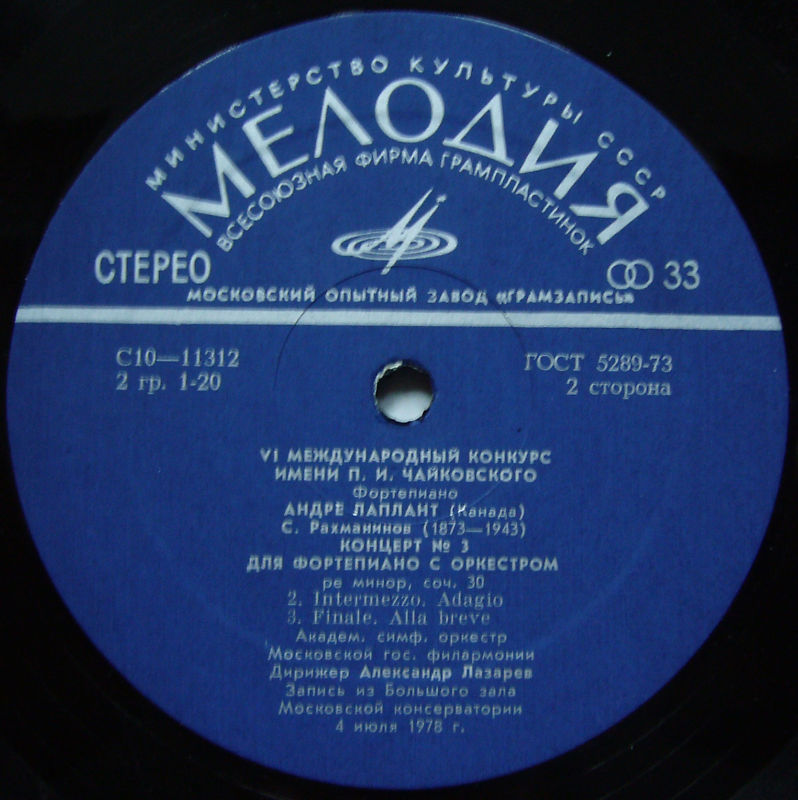 МИНИСТЕРСТВО КУЛЬТУРЫ СССР
МЕЛОДИЯ
ВСЕСОЮЗНАЯ ФИРМА ГРАМПЛАСТИНОК
СТЕРЕО
33
МОСКОВСКИЙ ОПЫТНЫЙ ЗАВОД «ГРАМЗАПИСЬ»
С10—11312
ГОСТ 5289-73
2 гр. 1-20
2 сторона
VI МЕЖДУНАРОДНЫЙ КОНКУРС
ИМЕНИ П. И. ЧАЙКОВСКОГО
Фортепиано
АНДРЕ ЛАПЛАНТ (Канада)
С. Рахманинов (1873—1943)
КОНЦЕРТ № 3
ДЛЯ ФОРТЕПИАНО С ОРКЕСТРОМ
ре минор, соч. 30
2. Intermezzo. Adagio
3. Finale. Alla breve
Академ. симф. оркестр
Московской гос. филармонии
Дирижер Александр Лазарев
Запись из Большого зала
Московской консерватории
4 июля 1978 г.